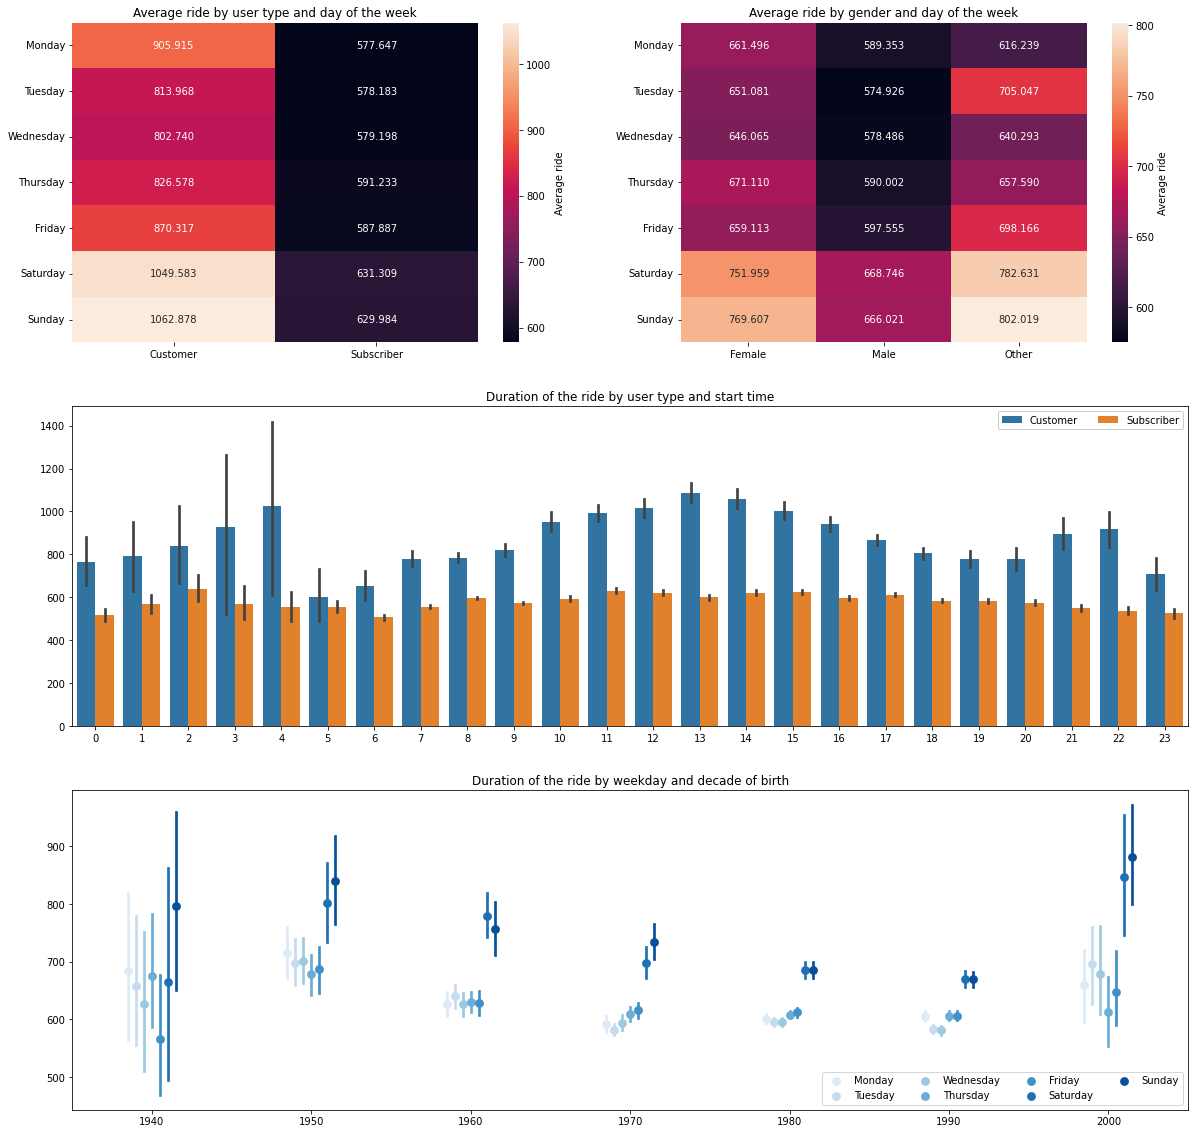 Average ride by user type and day of the week
Monday 905.915 577.647
Tuesday 813.968 578.183
Wednesday 802.740 579.198
Thursday 826.578 591.233
Friday 870.317 587.887
Saturday 1049.583 631.309
Sunday 1062.878 629.984
Customer Subscriber
1000
900
800
700
600
Average ride
Average ride by gender and day of the week
Monday 661.496 589.353 616.239
Tuesday 651.081 574.926 705.047
Wednesday 646.065 578.486 640.293
Thursday 671.110 590.002 657.590
Friday 659.113 597.555 698.166
Saturday 751.959 668.746 782.631
Sunday 769.607 666.021 802.019
Female Male Other
800
750
700
650
600
Average ride
Duration of the ride by user type and start time
Customer Subscriber
1400
1200
1000
800
600
400
200
0
0 1 2 3 4 5 6 7 8 9 10 11 12 13 14 15 16 17 18 19 20 21 22 23
Duration of the ride by weekday and decade of birth
900
800
700
600
500
Monday Wednesday Friday Sunday
Tuesday Thursday Saturday
1940 1950 1960 1970 1980 1990 2000